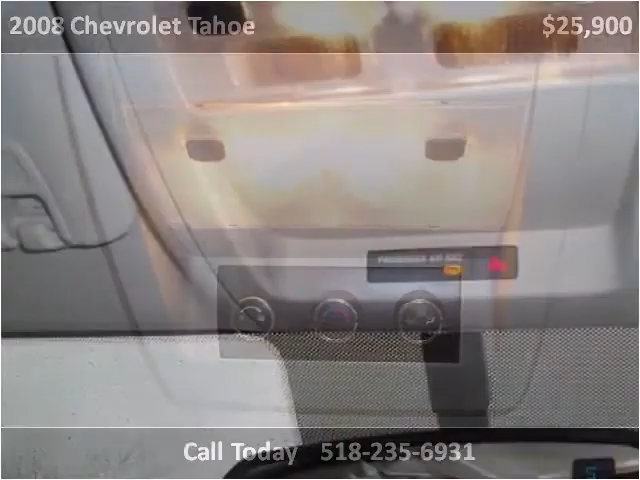 2008 Chevrolet Tahoe $25,900
PASSENGER AIR BAG
Call Today 518-235-6931